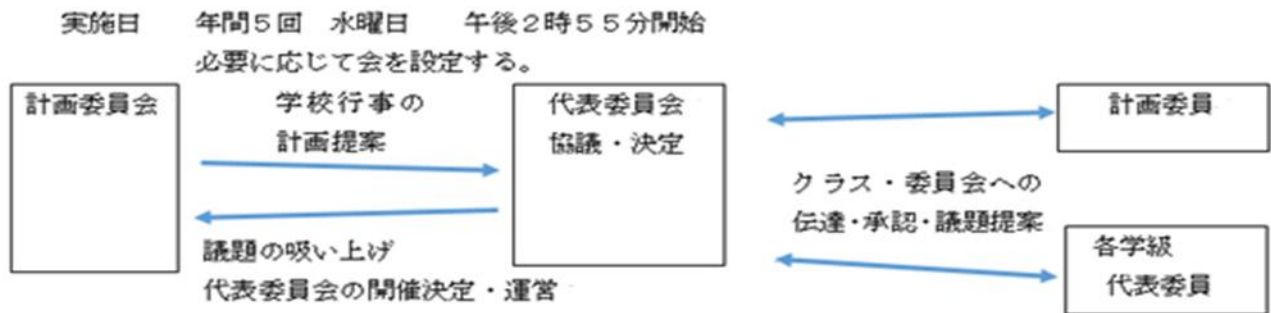 実施日　　年間５回　水曜日　　午後２時５５分開始
必要に応じて会を設定する。
計画委員会
学校行事の
計画提案
議題の吸い上げ
代表委員会の開催決定・運営
代表委員会
協議・決定
クラス・委員会への
伝達・承認・議題提案
計画委員
各学級
代表委員